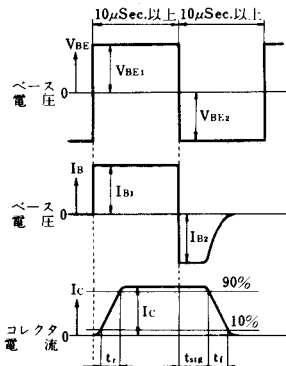 10μSec.以上 10μSec.以上
VBE
VBE1
ベース
電圧
0
VBE2
IB
IB1
ベース
電圧
0
IB2
90%
IC
IC
10%
コレクタ
電流
0
tr
tstg
tf